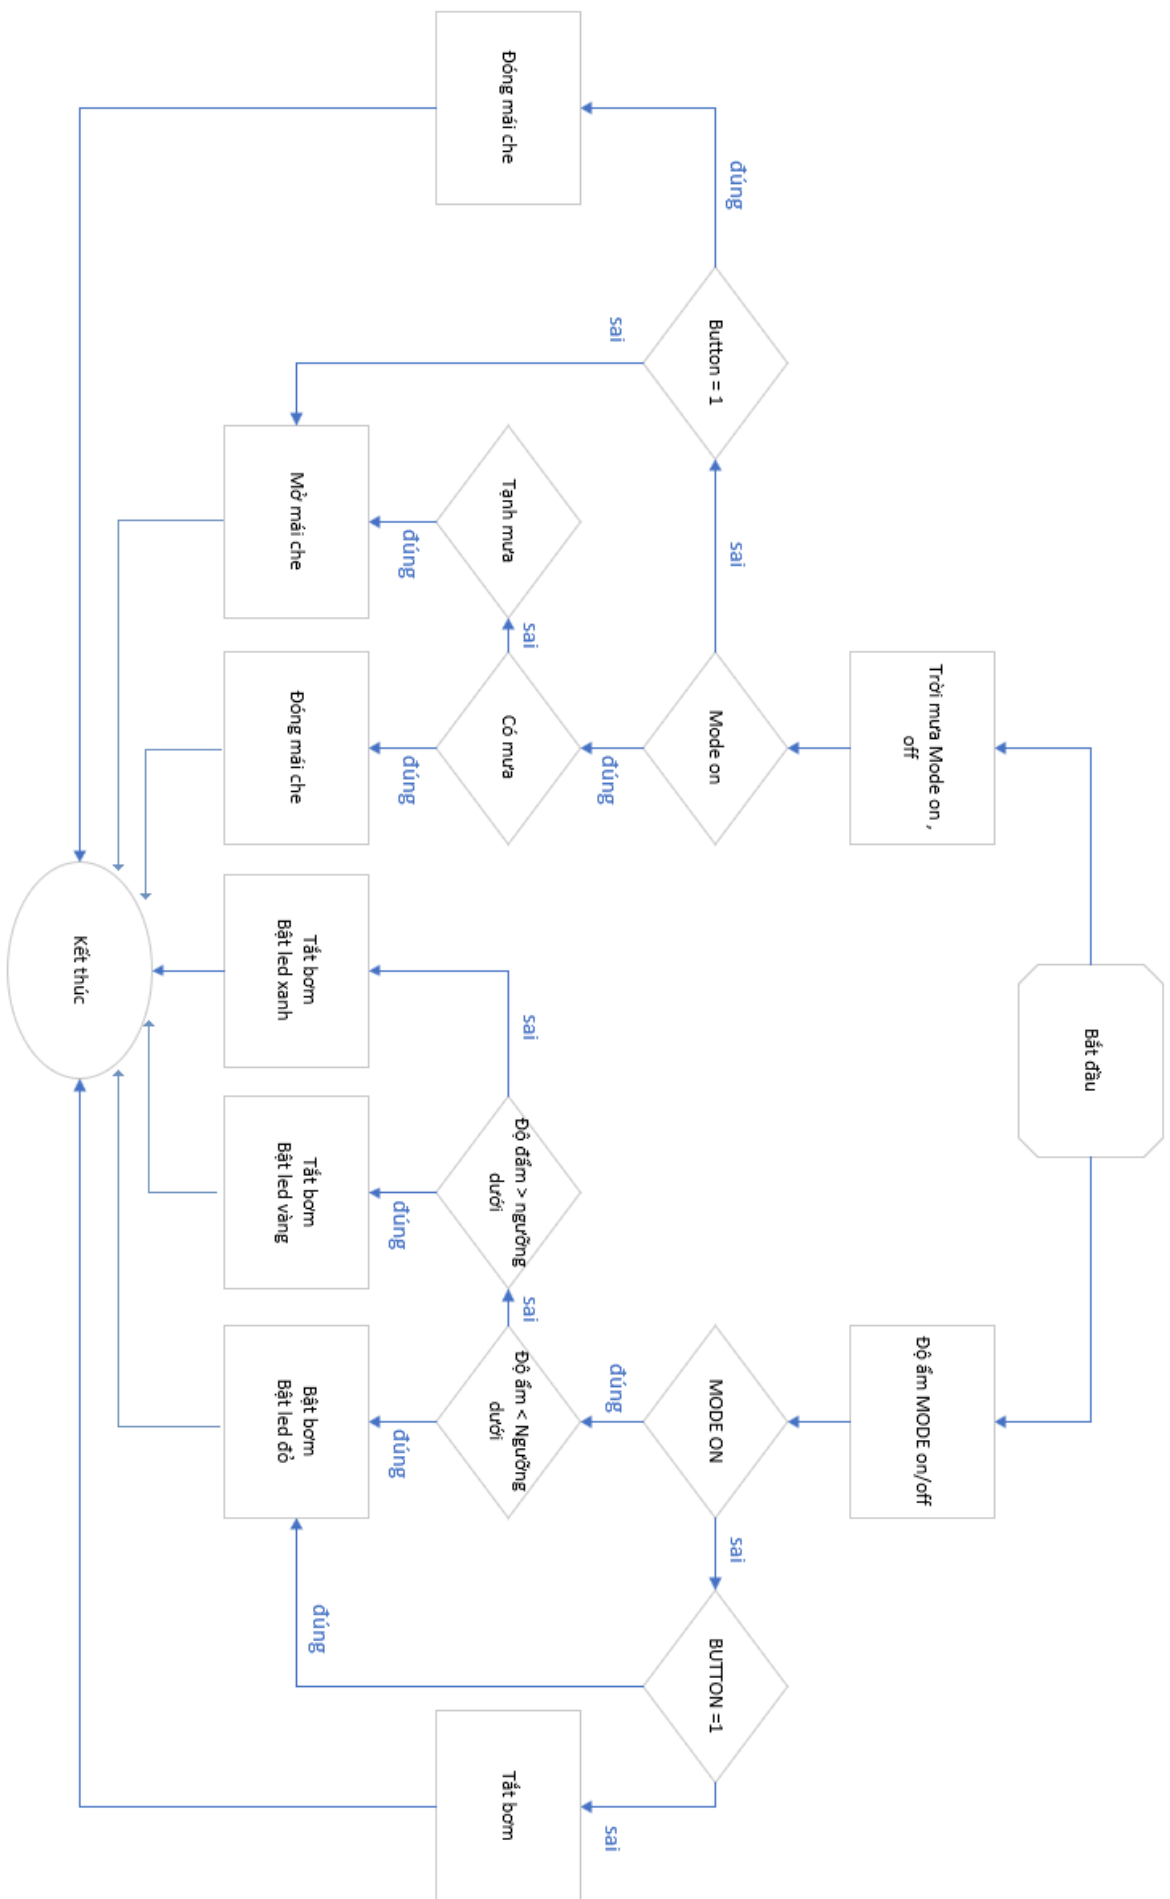 Bắt đầu
Trời mưa Mode on ,
off
Độ ẩm MODE on/off
đúng
Button = 1
sai
Mode on
MODE ON
sai
BUTTON =1
sai
đúng
đúng
sai
Đóng mái che
Tạnh mưa
sai
Có mưa
sai
Độ đẩm > ngưỡng
dưới
sai
Độ ẩm < Ngưỡng
dưới
Tắt bơm
đúng
đúng
đúng
đúng
đúng
Mở mái che
Đóng mái che
Tắt bơm
Bật led xanh
Tắt bơm
Bật led vàng
Bật bơm
Bật led đỏ
Kết thúc